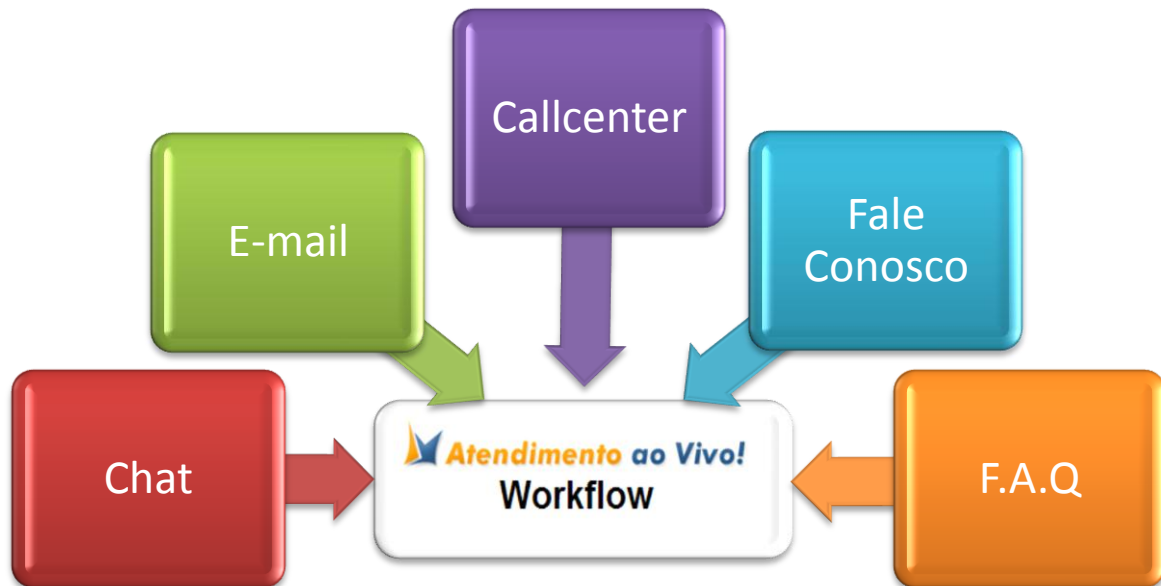 Callcenter
E-mail
Fale
Conosco
Chat
Atendimento ao Vivo!
Workflow
F.A.Q